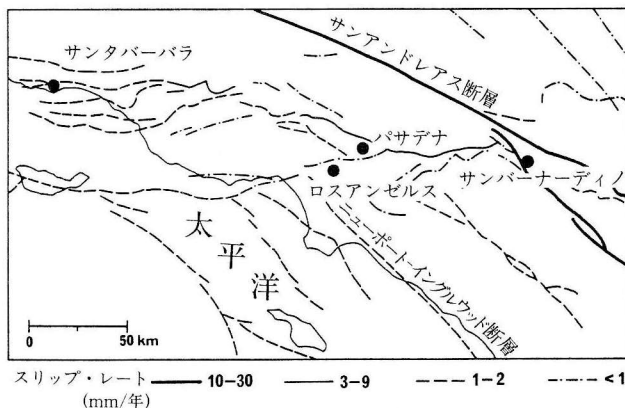 サンタバーバラ
サンアンドレアス断層
パサデナ
サンバーナーディノ
ロスアンゼルス
ニューポート-イングルウッド断層
太平洋
0 50 km
スリップ・レート 10-30 3-9 1-2 <1
(mm/年)